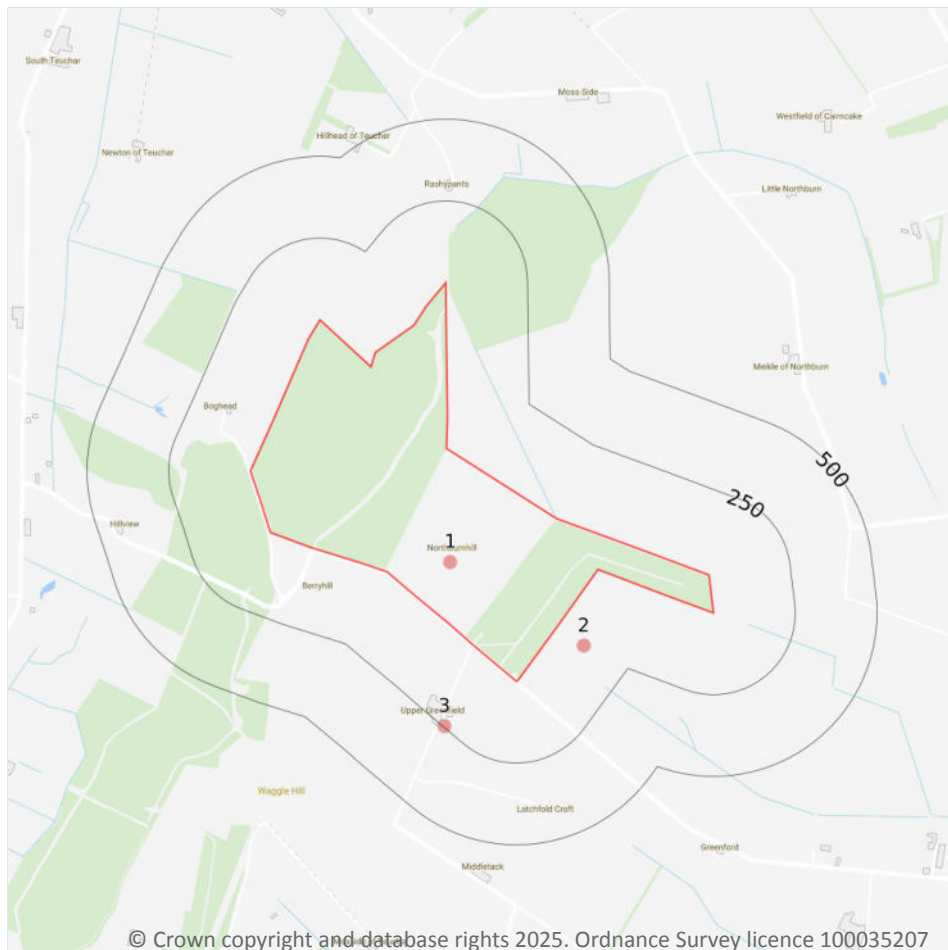 South Teuchar
Moss Side
Westfield of Cairncake
Hillhead of Teucher
Newton of Teuchar
Rashypants
Little Northburn
Meikle of Northburn
Boghead
500
250
Hillview
1
Northburnhill
Berryhill
2
3
Upper Greenfield
Waggle Hill
Latchfold Croft
Greenford
Middletack
© Crown copyright and database rights 2025. Ordnance Survey licence 100035207